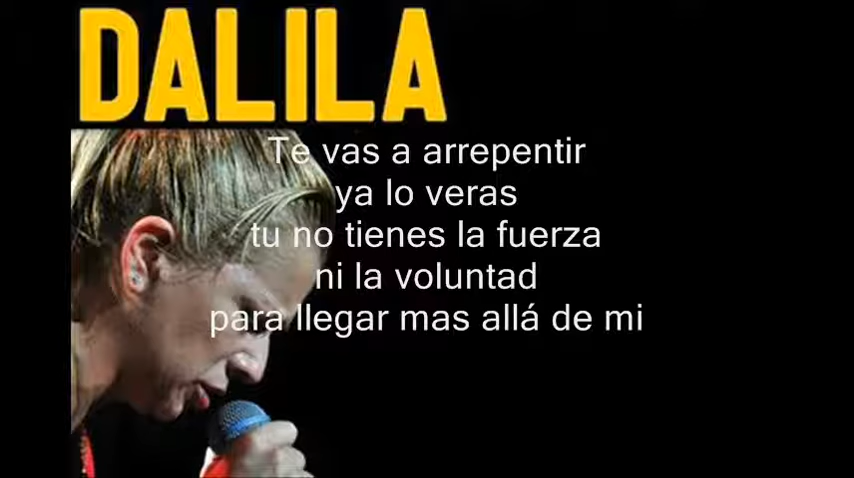 DALILA
Te vas a arrepentir
ya lo veras
tu no tienes la fuerza
ni la voluntad
para llegar mas allá de mi